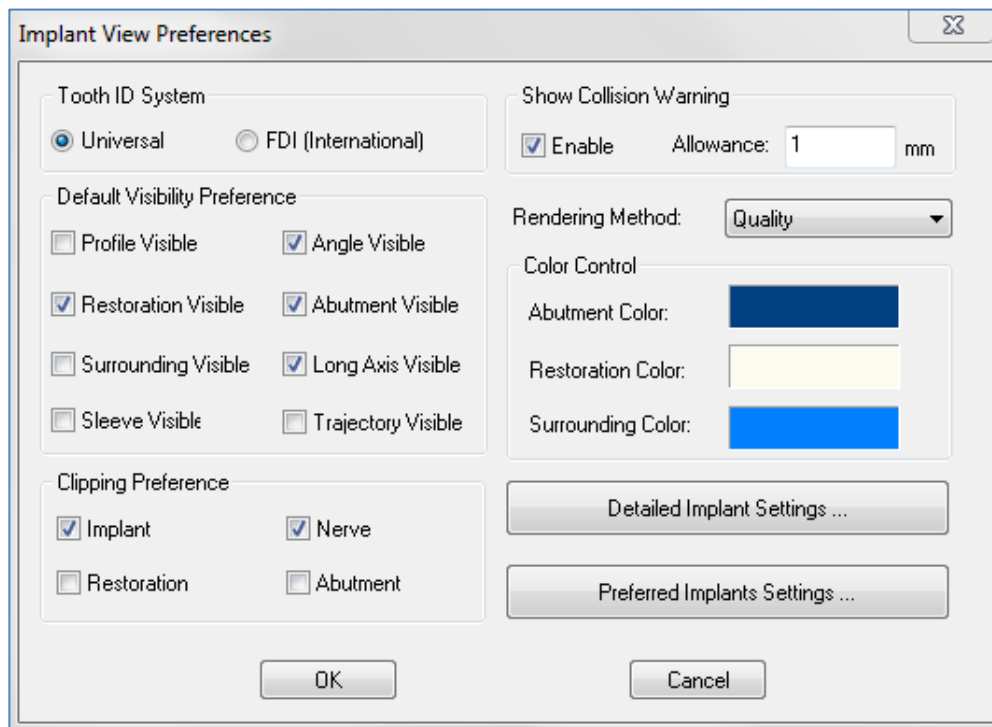 Implant View Preferences
Tooth ID System
Universal
FDI (International)
Default Visibility Preference
Profile Visible
Angle Visible
Restoration Visible
Abutment Visible
Surrounding Visible
Long Axis Visible
Sleeve Visible
Trajectory Visible
Clipping Preference
Implant
Nerve
Restoration
Abutment
Show Collision Warning
Enable
Allowance: 1 mm
Rendering Method: Quality
Color Control
Abutment Color:
Restoration Color:
Surrounding Color:
Detailed Implant Settings ...
Preferred Implants Settings ...
OK
Cancel